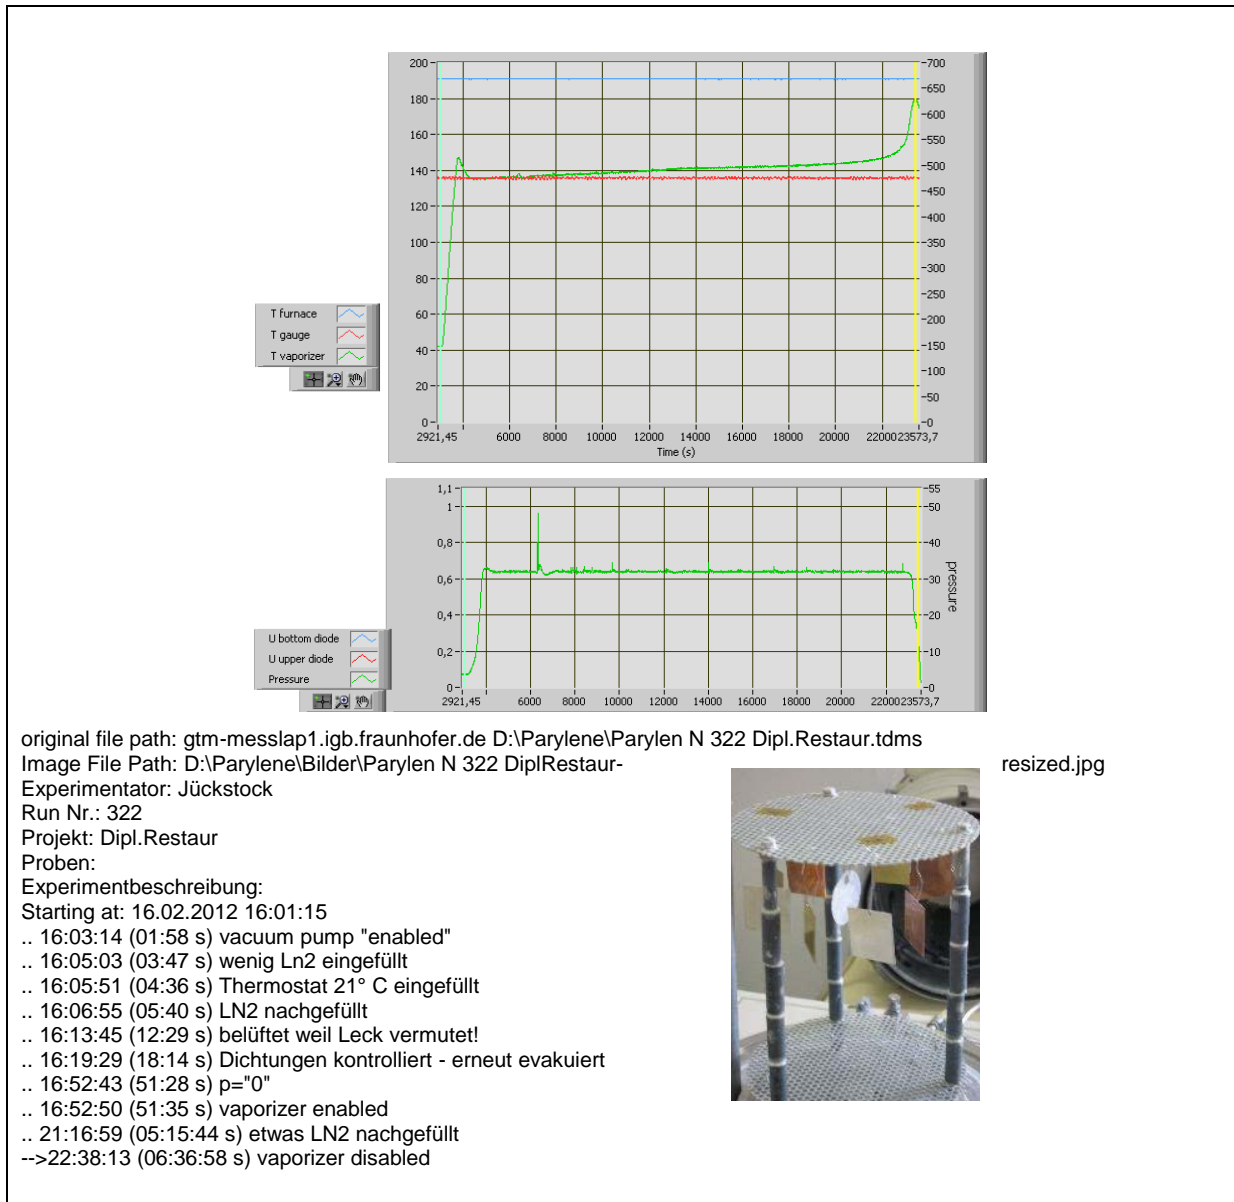 200
180
160
140
120
100
80
60
40
20
0
700
650
600
550
500
450
400
350
300
250
200
150
100
50
0
2921,45 6000 8000 10000 12000 14000 16000 18000 20000 22000 23573,7
Time (s)
T furnace
T gauge
T vaporizer
1,1
1
0,8
0,6
0,4
0,2
0
55
50
40
30
20
10
0
pressure
2921,45 6000 8000 10000 12000 14000 16000 18000 20000 22000 23573,7
U bottom diode
U upper diode
Pressure
original file path: gtm-messlap1.igb.fraunhofer.de D:\Parylene\Parylen N 322 Dipl.Restaur.tdms
Image File Path: D:\Parylene\Bilder\Parylen N 322 DiplRestaur- resized.jpg
Experimentator: Jückstock
Run Nr.: 322
Projekt: Dipl.Restaur
Proben:
Experimentbeschreibung:
Starting at: 16.02.2012 16:01:15
.. 16:03:14 (01:58 s) vacuum pump "enabled"
.. 16:05:03 (03:47 s) wenig Ln2 eingefüllt
.. 16:05:51 (04:36 s) Thermostat 21° C eingefüllt
.. 16:06:55 (05:40 s) LN2 nachgefüllt
.. 16:13:45 (12:29 s) belüftet weil Leck vermutet!
.. 16:19:29 (18:14 s) Dichtungen kontrolliert - erneut evakuiert
.. 16:52:43 (51:28 s) p="0"
.. 16:52:50 (51:35 s) vaporizer enabled
.. 21:16:59 (05:15:44 s) etwas LN2 nachgefüllt
-->22:38:13 (06:36:58 s) vaporizer disabled